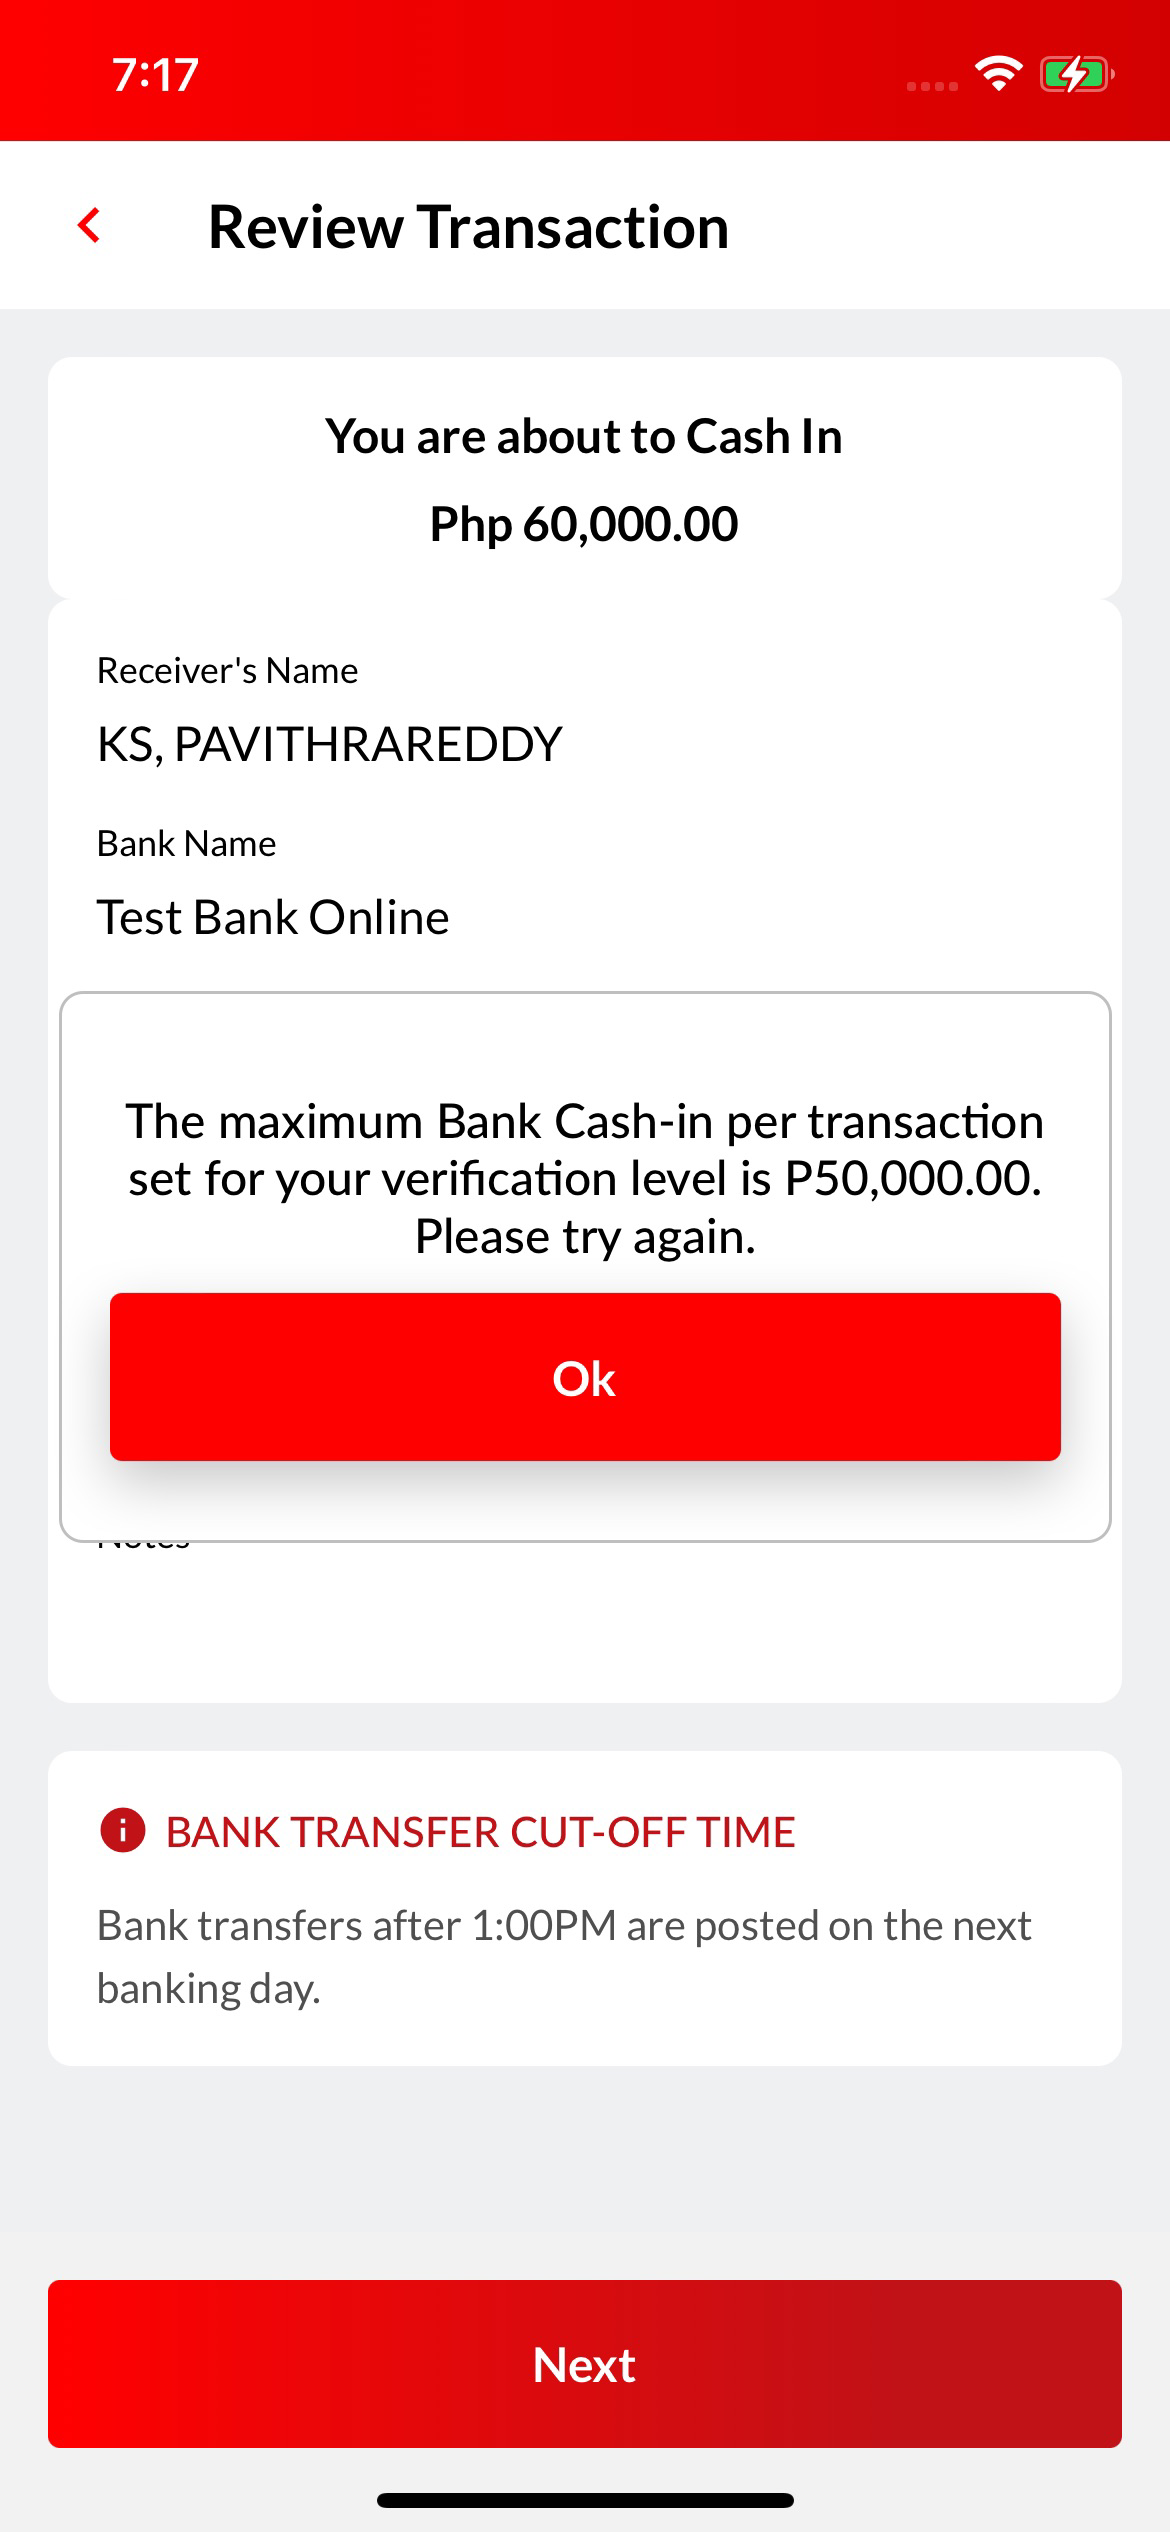 7:17
Review Transaction
You are about to Cash In
Php 60,000.00
Receiver's Name
KS, PAVITHRAREDDY
Bank Name
Test Bank Online
The maximum Bank Cash-in per transaction
set for your verification level is P50,000.00.
Please try again.
Ok
Notes
BANK TRANSFER CUT-OFF TIME
Bank transfers after 1:00PM are posted on the next
banking day.
Next